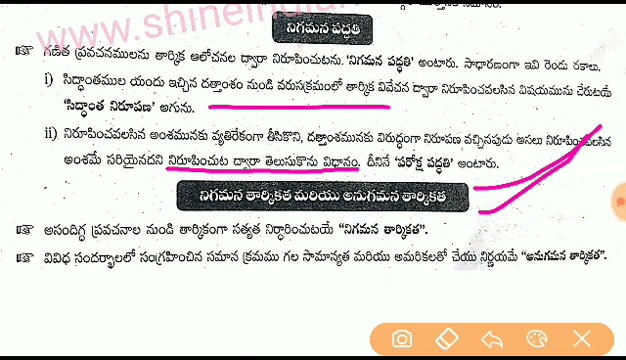 www.shineindia
నిగమన పద్ధతి
☞ గణిత ప్రవచనములను తార్కిక ఆలోచనల ద్వారా నిరూపించుటను 'నిగమన పద్ధతి' అంటారు. సాధారణంగా ఇవి రెండు రకాలు.
i) సిద్ధాంతముల యందు ఇచ్చిన దత్తాంశం నుండి వరుసక్రమంలో తార్కిక వివేచన ద్వారా నిరూపించవలసిన విషయమును చేరుటయే
'సిద్ధాంత నిరూపణ' అగును.
ii) నిరూపించవలసిన అంశమునకు వ్యతిరేకంగా తీసికొని, దత్తాంశమునకు విరుద్ధంగా నిరూపణ వచ్చినపుడు అసలు నిరూపించవలసిన
అంశమే సరియైనదని నిరూపించుట ద్వారా తెలుసుకొను విధానం. దీనినే 'పరోక్ష పద్ధతి' అంటారు.
నిగమన తార్కికత మరియు అనుగమన తార్కికత
☞ అసందిగ్ధ ప్రవచనాల నుండి తార్కికంగా సత్యత నిర్ధారించుటయే "నిగమన తార్కికత".
☞ వివిధ సందర్భాలలో సంగ్రహించిన సమాన క్రమము గల సామాన్యత మరియు అమరికలతో చేయు నిర్ణయమే "అనుగమన తార్కికత".